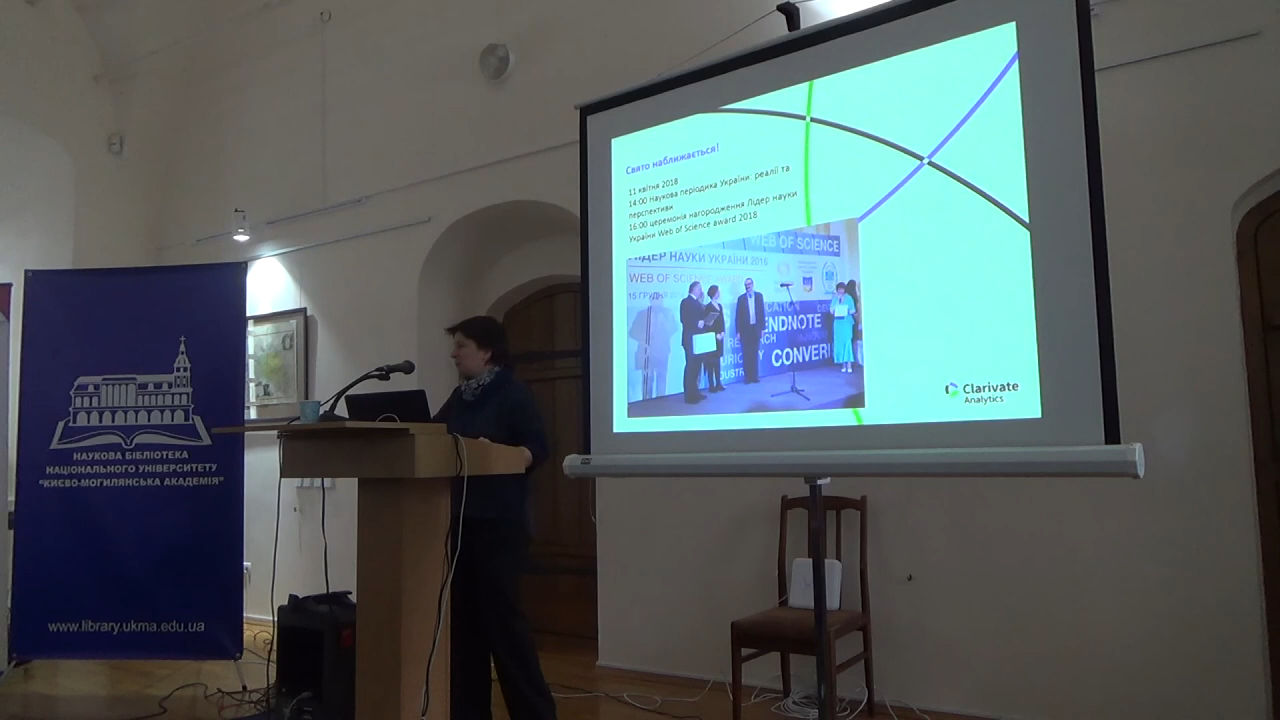 НАУКОВА БІБЛІОТЕКА
НАЦІОНАЛЬНОГО УНІВЕРСИТЕТУ
"КИЄВО-МОГИЛЯНСЬКА АКАДЕМІЯ"
www.library.ukma.edu.ua
Свято наближається!
11 квітня 2018
14:00 Наукова періодика України: реалії та
перспективи
16:00 церемонія нагородження Лідер науки
України Web of Science award 2018
WEB OF SCIENCE
ЛІДЕР НАУКИ УКРАЇНИ 2016
WEB OF SCIENCE AWARD
15 ГРУДНЯ
ENDNOTE
CONVERI
Clarivate
Analytics